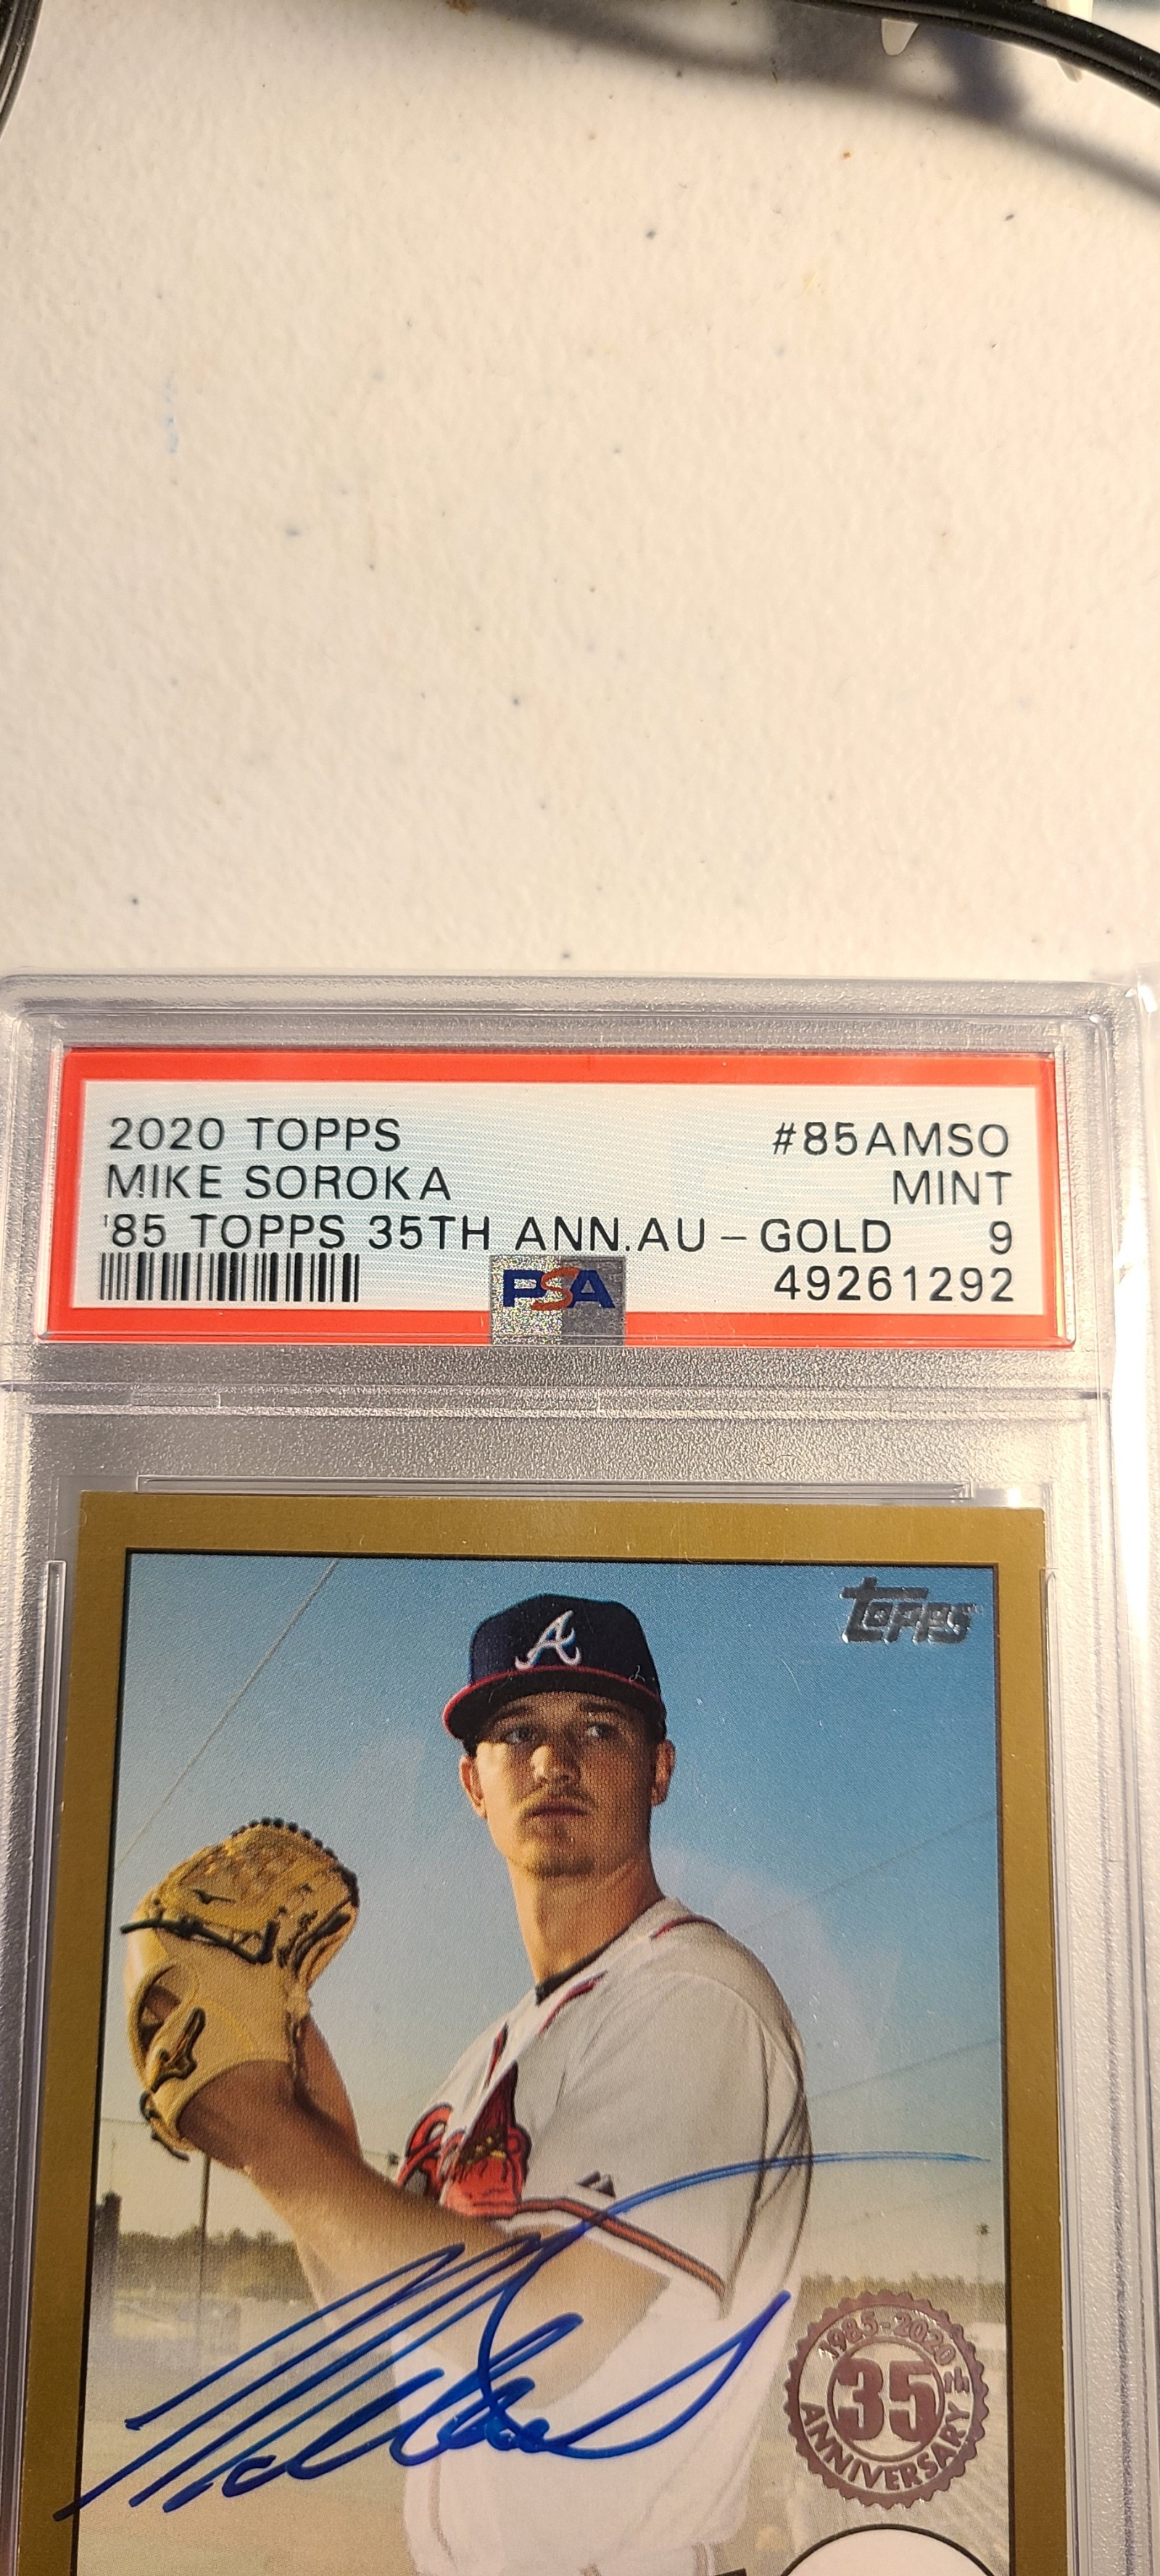 2020 TOPPS #85AMSO
MIKE SOROKA MINT
'85 TOPPS 35TH ANN.AU - GOLD 9
PSA 49261292
A
Topps
1985-2020
35th
ANNIVERSARY